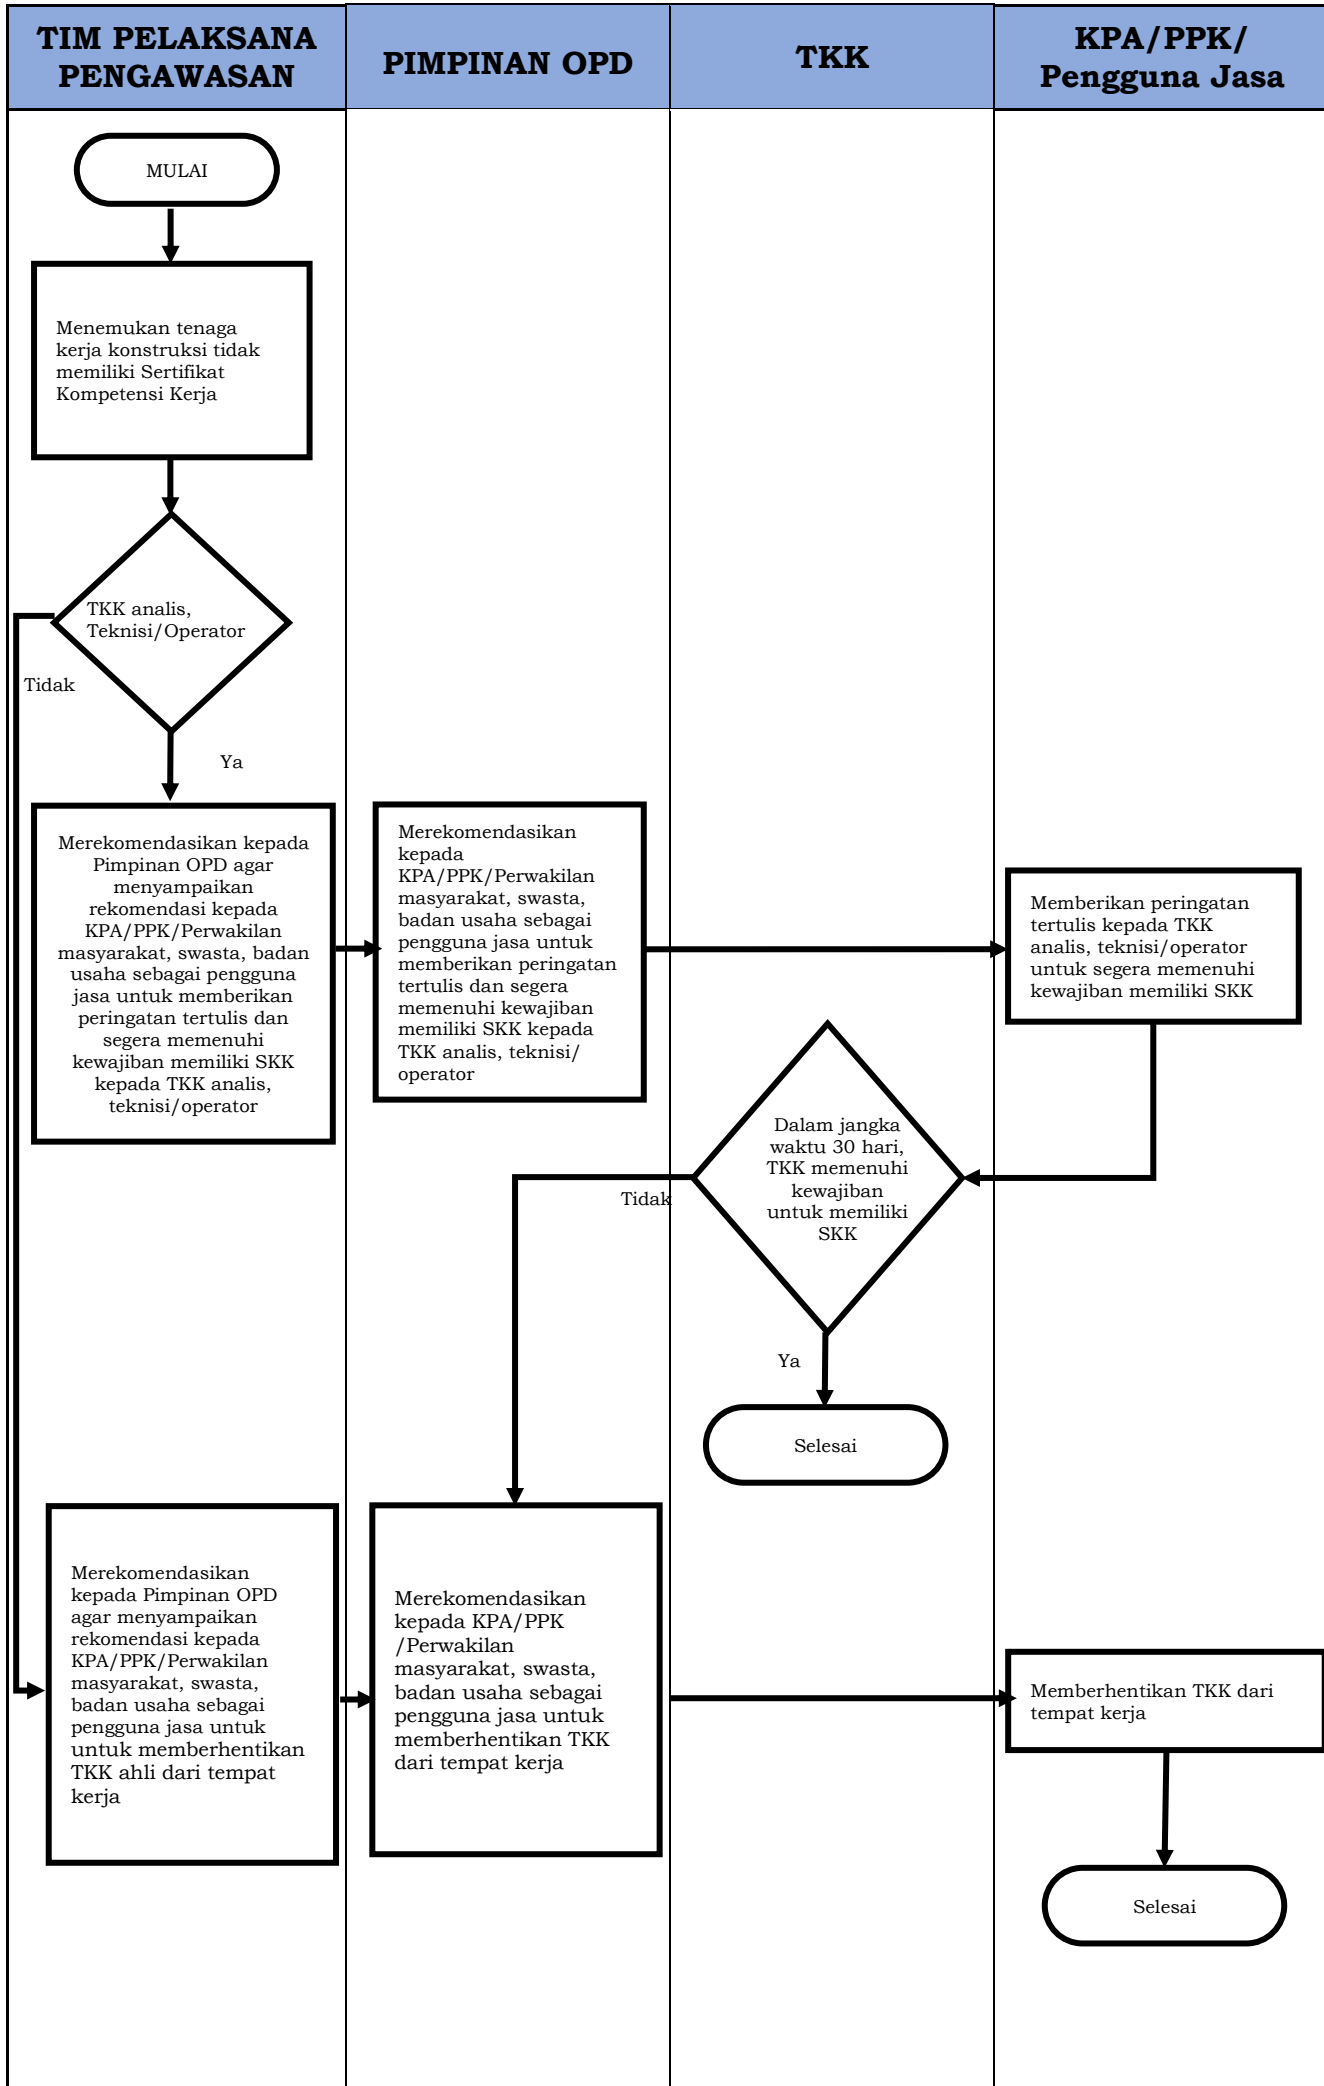 TIM PELAKSANA
PENGAWASAN
PIMPINAN OPD
TKK
KPA/PPK/
Pengguna Jasa
MULAI
Menemukan tenaga
kerja konstruksi tidak
memiliki Sertifikat
Kompetensi Kerja
TKK analis,
Teknisi/Operator
Tidak
Ya
Merekomendasikan kepada
Pimpinan OPD agar
menyampaikan
rekomendasi kepada
KPA/PPK/Perwakilan
masyarakat, swasta, badan
usaha sebagai pengguna
jasa untuk memberikan
peringatan tertulis dan
segera memenuhi
kewajiban memiliki SKK
kepada TKK analis,
teknisi/operator
Merekomendasikan
kepada
KPA/PPK/Perwakilan
masyarakat, swasta,
badan usaha sebagai
pengguna jasa untuk
memberikan peringatan
tertulis dan segera
memenuhi kewajiban
memiliki SKK kepada
TKK analis, teknisi/
operator
Memberikan peringatan
tertulis kepada TKK
analis, teknisi/operator
untuk segera memenuhi
kewajiban memiliki SKK
Dalam jangka
waktu 30 hari,
TKK memenuhi
kewajiban
untuk memiliki
SKK
Tidak
Ya
Selesai
Merekomendasikan
kepada Pimpinan OPD
agar menyampaikan
rekomendasi kepada
KPA/PPK/Perwakilan
masyarakat, swasta,
badan usaha sebagai
pengguna jasa untuk
untuk memberhentikan
TKK ahli dari tempat
kerja
Merekomendasikan
kepada KPA/PPK
/Perwakilan
masyarakat, swasta,
badan usaha sebagai
pengguna jasa untuk
memberhentikan TKK
dari tempat kerja
Memberhentikan TKK dari
tempat kerja
Selesai